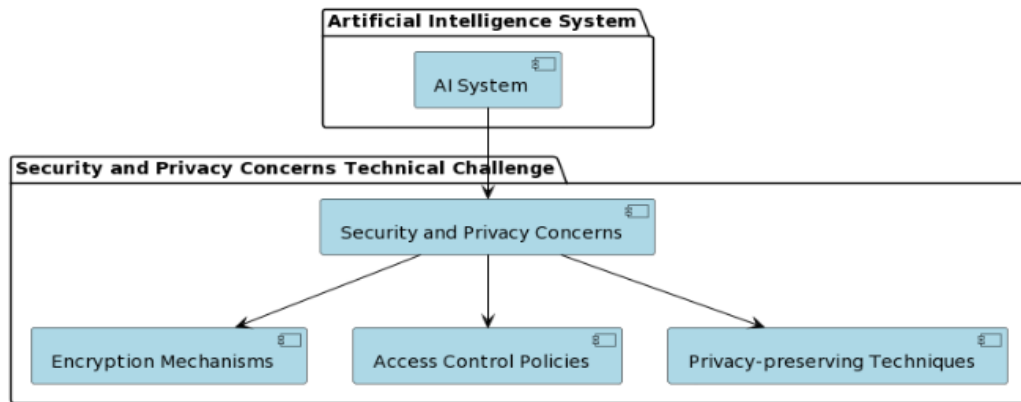 Artificial Intelligence System
AI System
Security and Privacy Concerns Technical Challenge
Security and Privacy Concerns
Encryption Mechanisms
Access Control Policies
Privacy-preserving Techniques